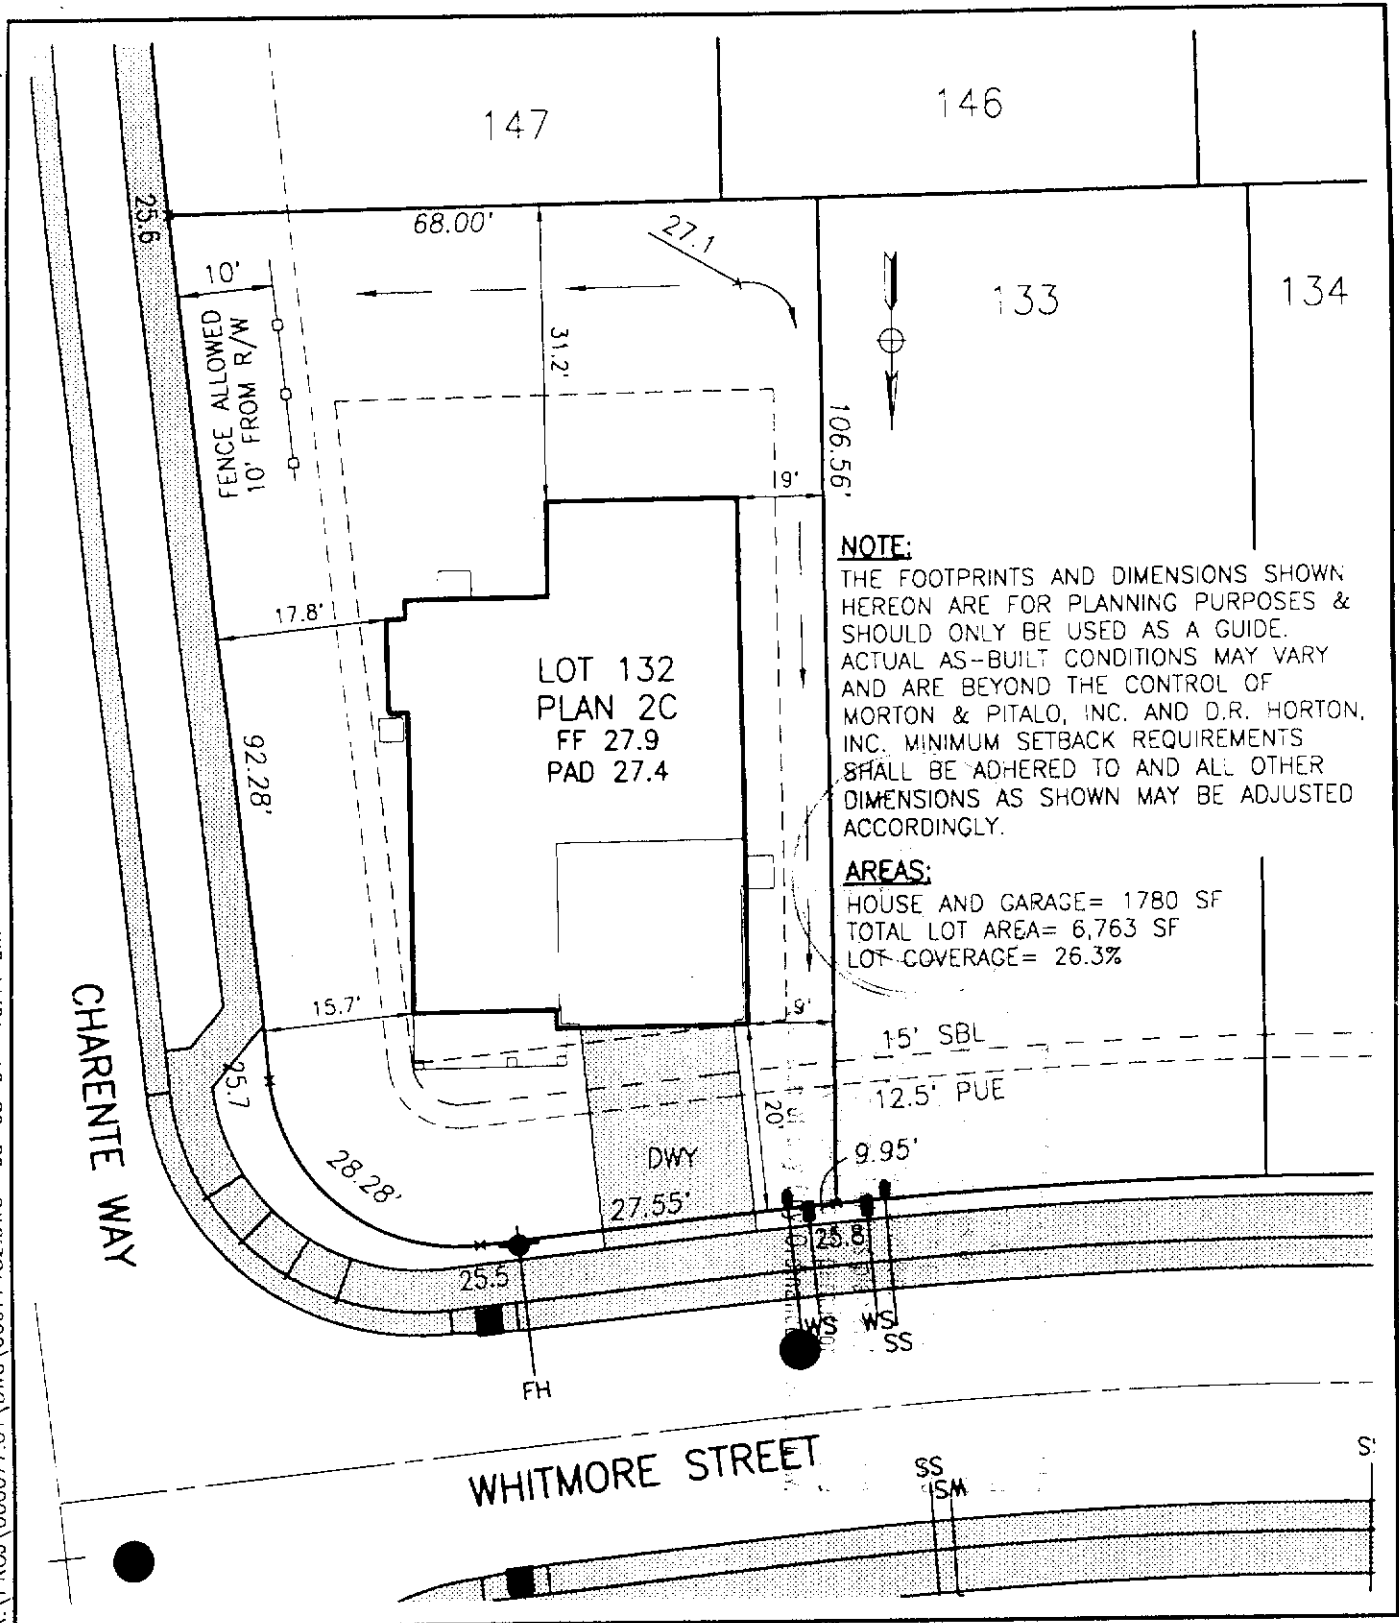 147
146
25.6
68.00'
27.1
10'
133
134
FENCE ALLOWED
10' FROM R/W
31.2'
106.56'
9'
NOTE:
THE FOOTPRINTS AND DIMENSIONS SHOWN
HEREON ARE FOR PLANNING PURPOSES &
SHOULD ONLY BE USED AS A GUIDE.
ACTUAL AS-BUILT CONDITIONS MAY VARY
AND ARE BEYOND THE CONTROL OF
MORTON & PITALO, INC. AND D.R. HORTON,
INC. MINIMUM SETBACK REQUIREMENTS
SHALL BE ADHERED TO AND ALL OTHER
DIMENSIONS AS SHOWN MAY BE ADJUSTED
ACCORDINGLY.
17.8'
LOT 132
PLAN 2C
FF 27.9
PAD 27.4
92.28'
AREAS:
HOUSE AND GARAGE= 1780 SF
TOTAL LOT AREA= 6,763 SF
LOT COVERAGE= 26.3%
CHARENTE WAY
15.7'
9'
15' SBL
25.7
12.5' PUE
20'
DWY
9.95'
28.28'
27.55'
25.8
25.5
WS
WS
SS
FH
WHITMORE STREET
SS
SM